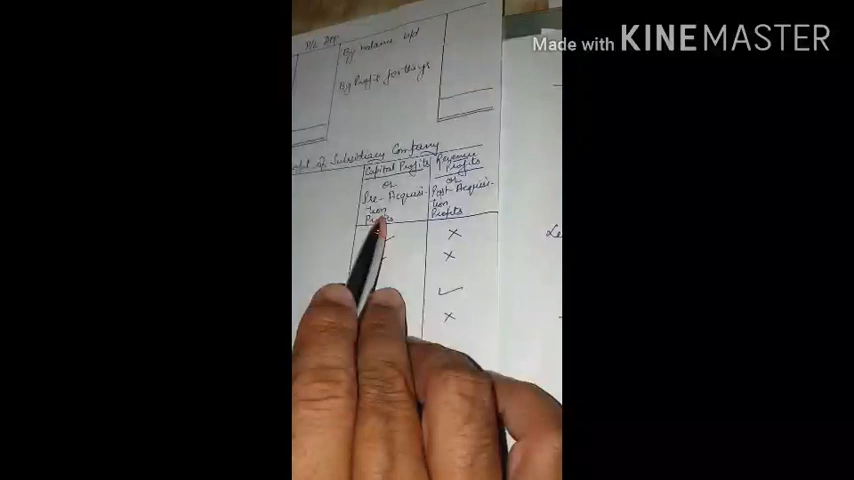 Made with KINEMASTER
P/L App
By Balance b/d
By Profit for the yr
of Subsidiary Company
Capital Profits
or
Pre-Acquisi-
tion
Profits
Revenue
Profits
or
Post-Acquisi-
tion
Profits
✓ ×
×
✓
×